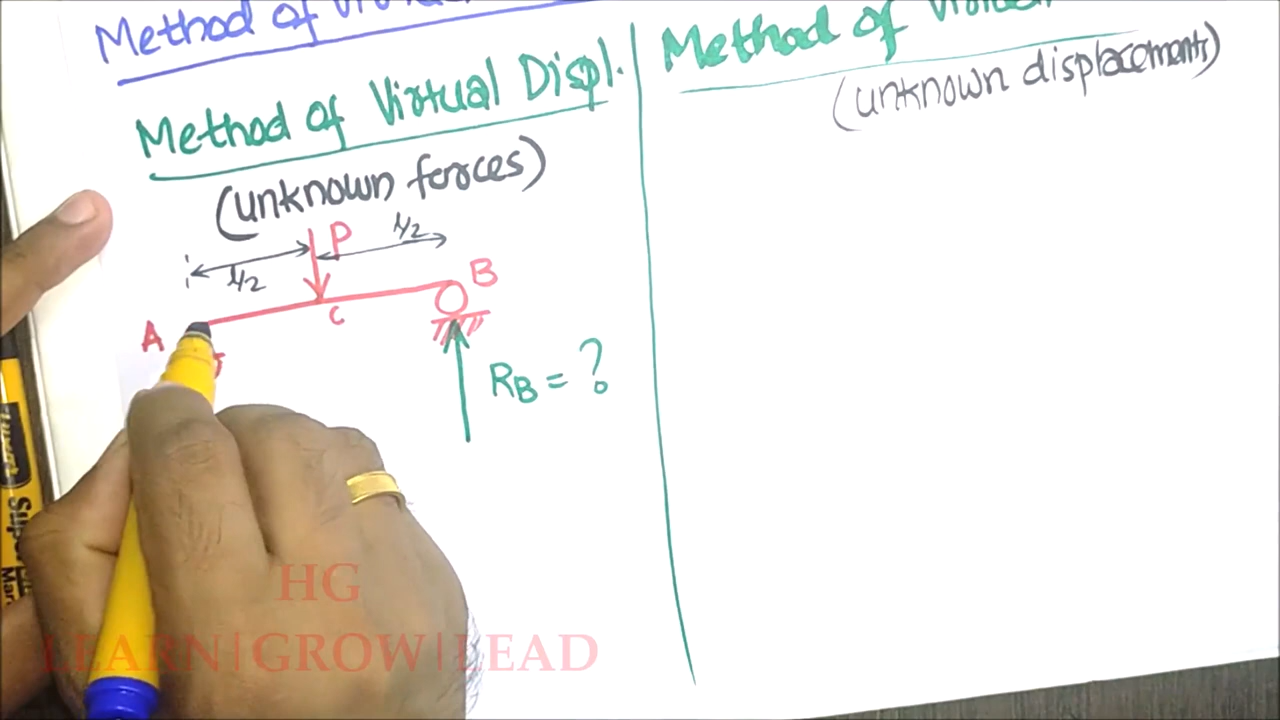 Method of
Method of Virtual Displ.
(unknown forces)
L/2
P
L/2
A
C
B
RB = ?
Method of
(unknown displacements)
HG
LEARN|GROW|LEAD